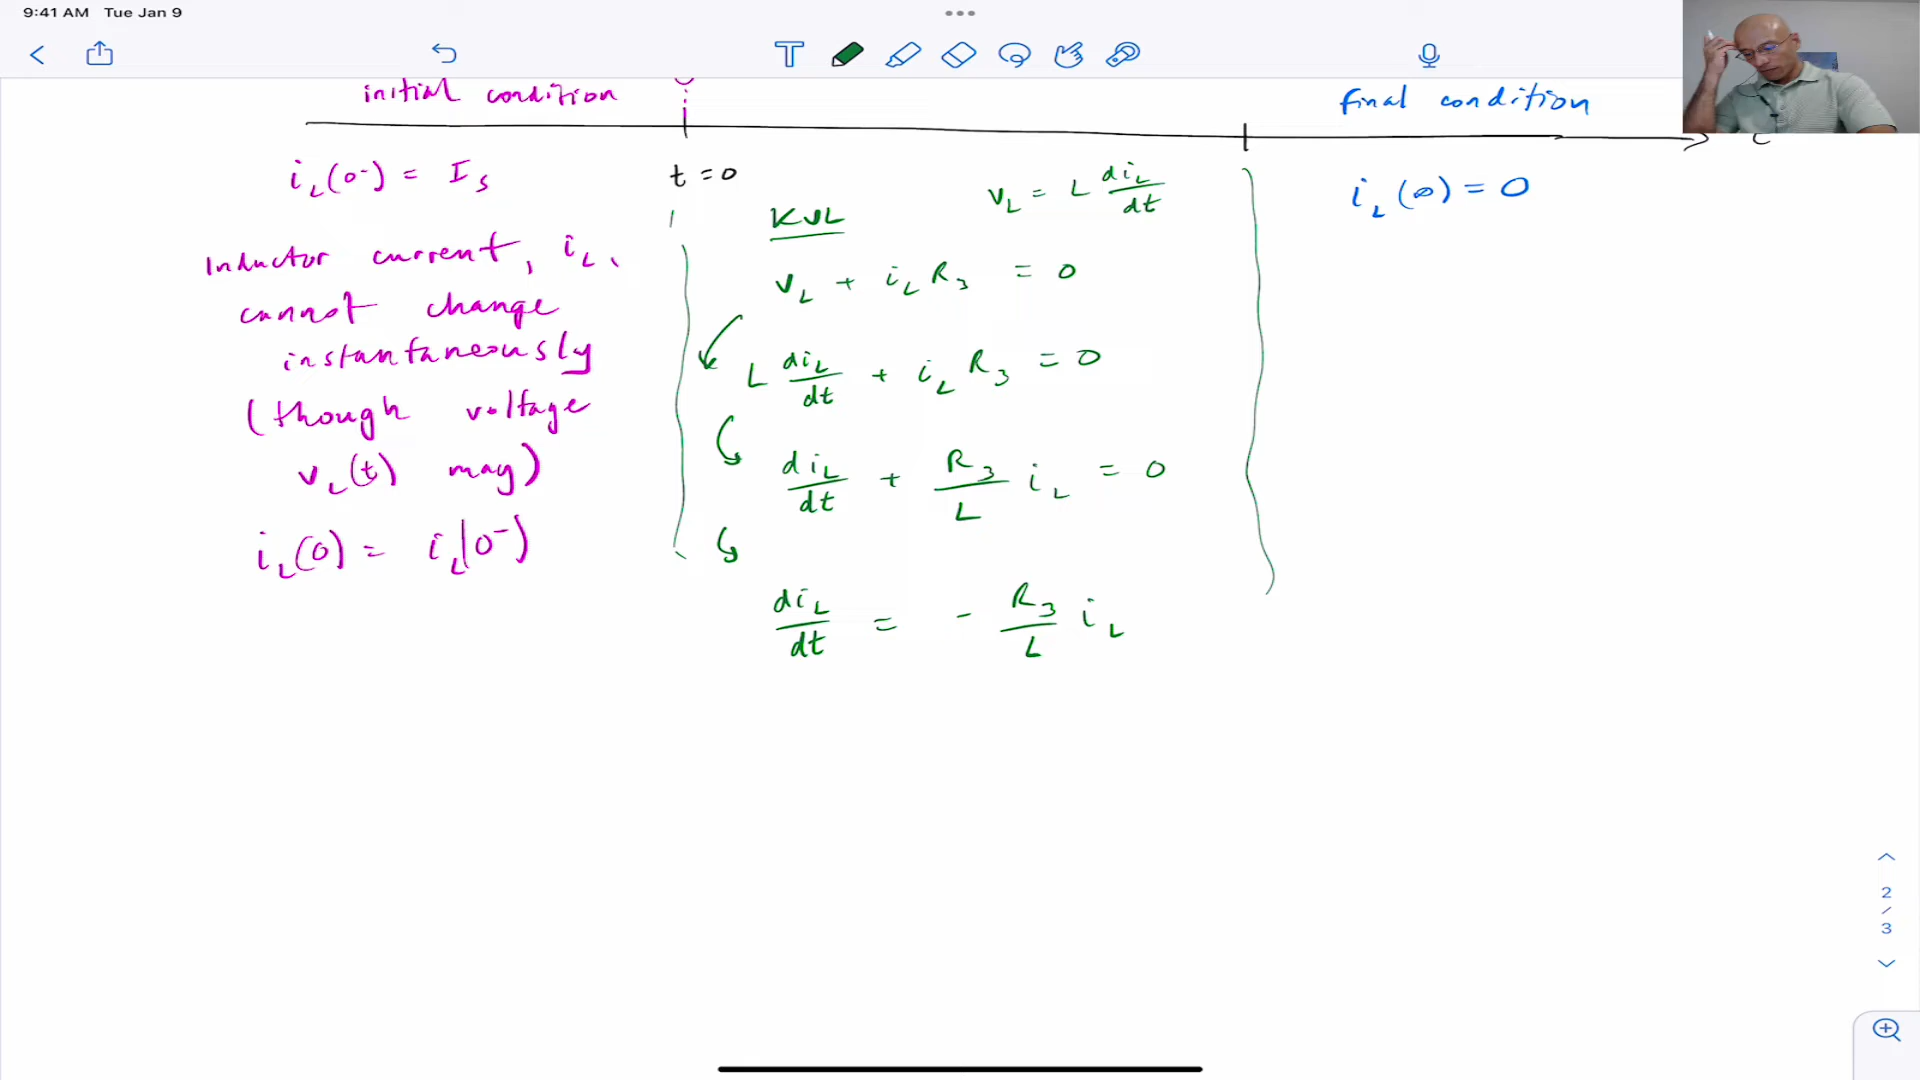 9:41 AM Tue Jan 9
initial condition
final condition
i_L(0⁻) = I_S
t = 0
v_L = L di_L/dt
i_L(∞) = 0
KVL
Inductor current, i_L,
cannot change
instantaneously
(though voltage
v_L(t) may)
i_L(0) = i_L(0⁻)
v_L + i_L R_3 = 0
L di_L/dt + i_L R_3 = 0
di_L/dt + R_3/L i_L = 0
di_L/dt = - R_3/L i_L
2
/
3